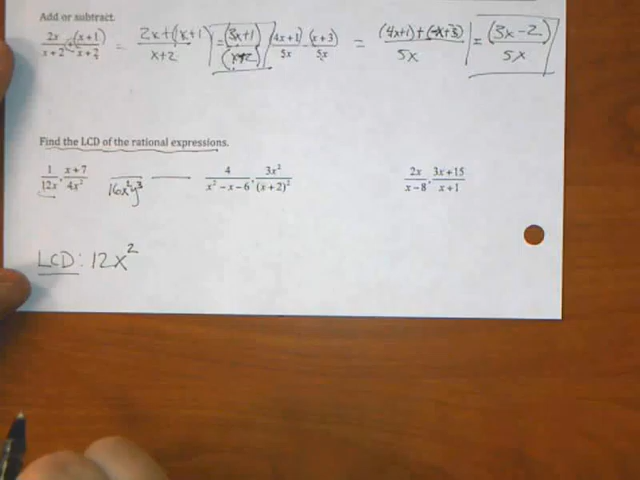 Add or subtract.
2x/(x+2) + (x+1)/(x+2) = 2x+(x+1)/x+2 = (3x+1)/(x+2) (4x+1)/5x - (x+3)/5x = (4x+1)+(-x+3)/5x = (3x-2)/5x
Find the LCD of the rational expressions.
1/12x, x+7/4x² 16x²y³ 4/x²-x-6, 3x²/(x+2)² 2x/x-8, 3x+15/x+1
LCD: 12x²